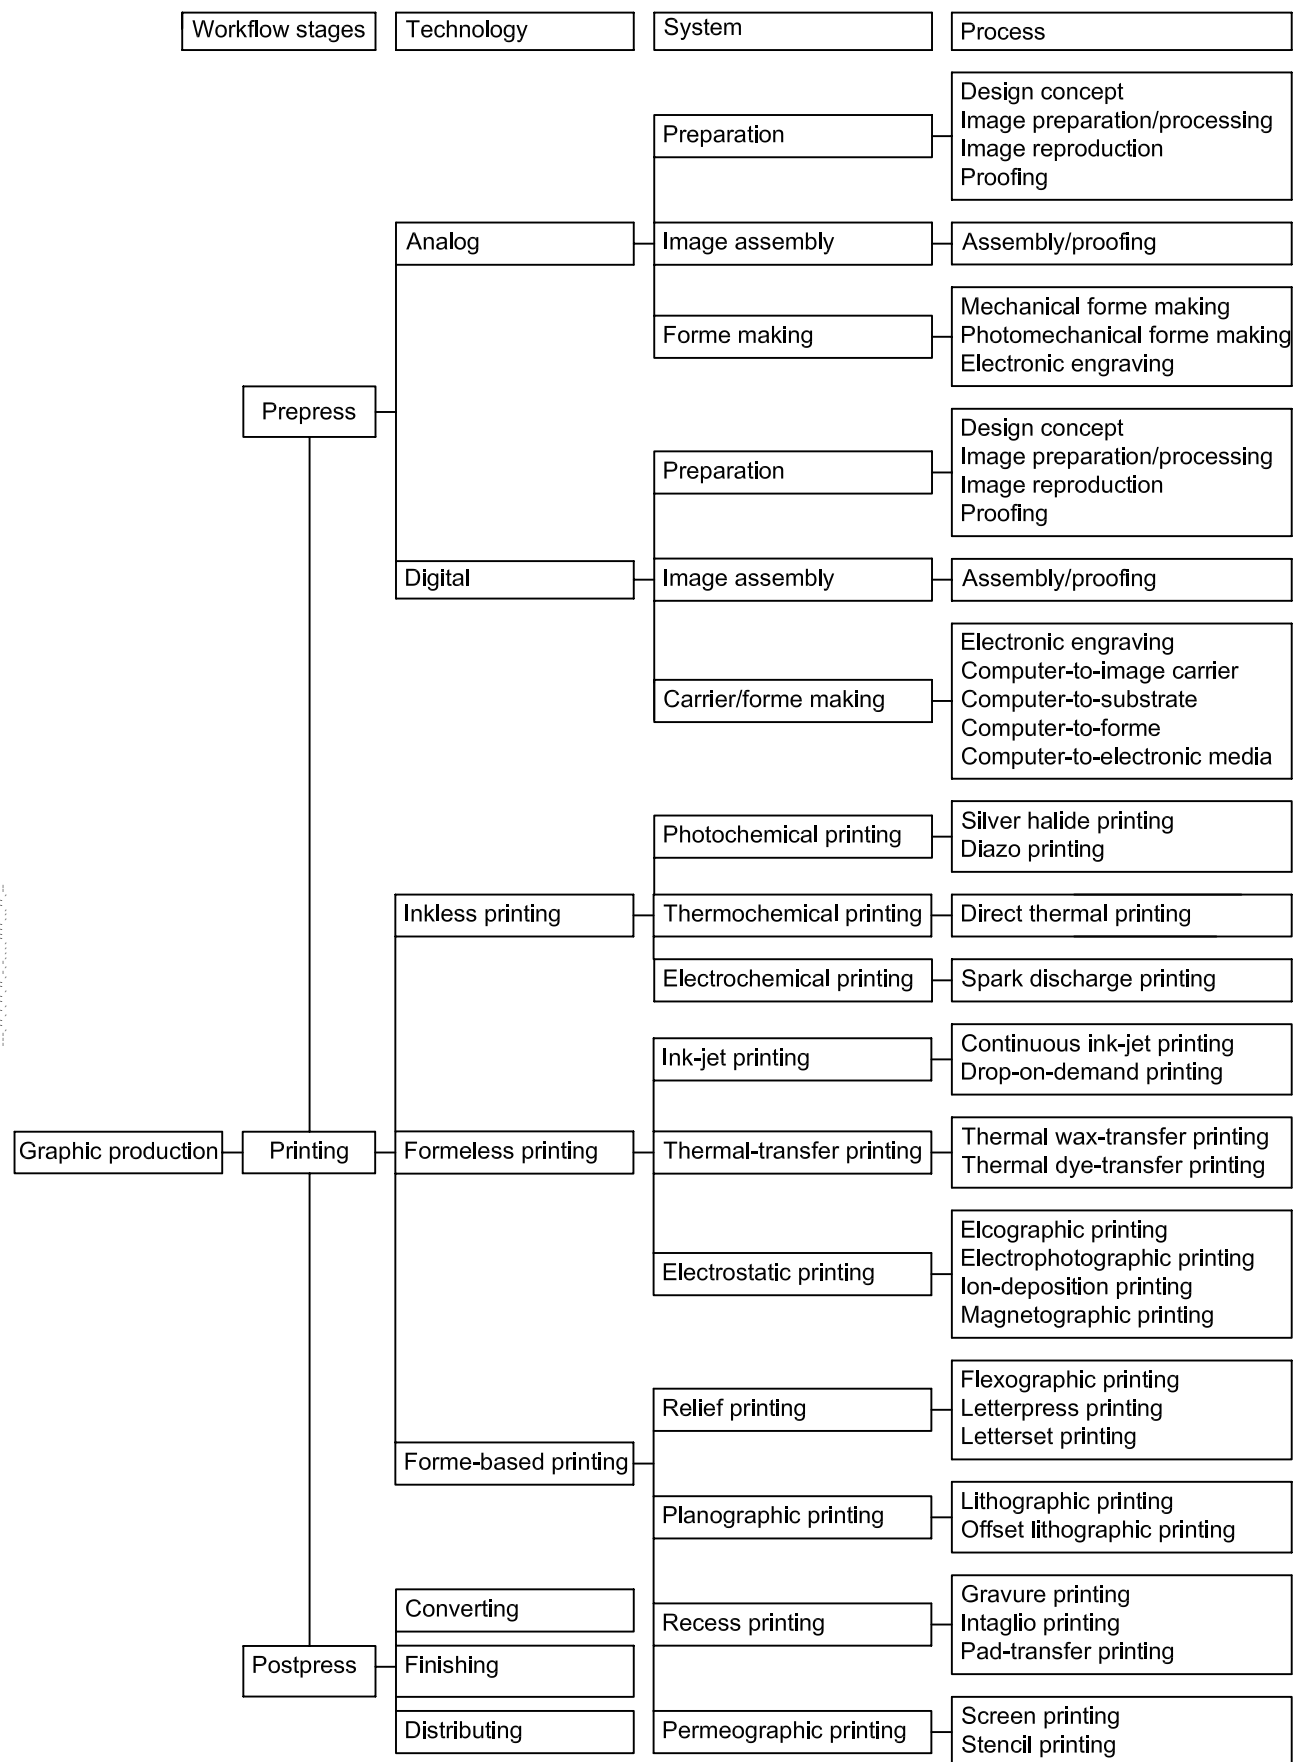 Workflow stages
Technology
System
Process
Design concept
Image preparation/processing
Image reproduction
Proofing
Preparation
Analog
Image assembly
Assembly/proofing
Mechanical forme making
Photomechanical forme making
Electronic engraving
Forme making
Prepress
Design concept
Image preparation/processing
Image reproduction
Proofing
Preparation
Digital
Image assembly
Assembly/proofing
Electronic engraving
Computer-to-image carrier
Computer-to-substrate
Computer-to-forme
Computer-to-electronic media
Carrier/forme making
Photochemical printing
Silver halide printing
Diazo printing
Inkless printing
Thermochemical printing
Direct thermal printing
Electrochemical printing
Spark discharge printing
Ink-jet printing
Continuous ink-jet printing
Drop-on-demand printing
Graphic production
Printing
Formeless printing
Thermal-transfer printing
Thermal wax-transfer printing
Thermal dye-transfer printing
Electrostatic printing
Elcographic printing
Electrophotographic printing
Ion-deposition printing
Magnetographic printing
Relief printing
Flexographic printing
Letterpress printing
Letterset printing
Forme-based printing
Planographic printing
Lithographic printing
Offset lithographic printing
Converting
Recess printing
Gravure printing
Intaglio printing
Pad-transfer printing
Postpress
Finishing
Distributing
Permeographic printing
Screen printing
Stencil printing